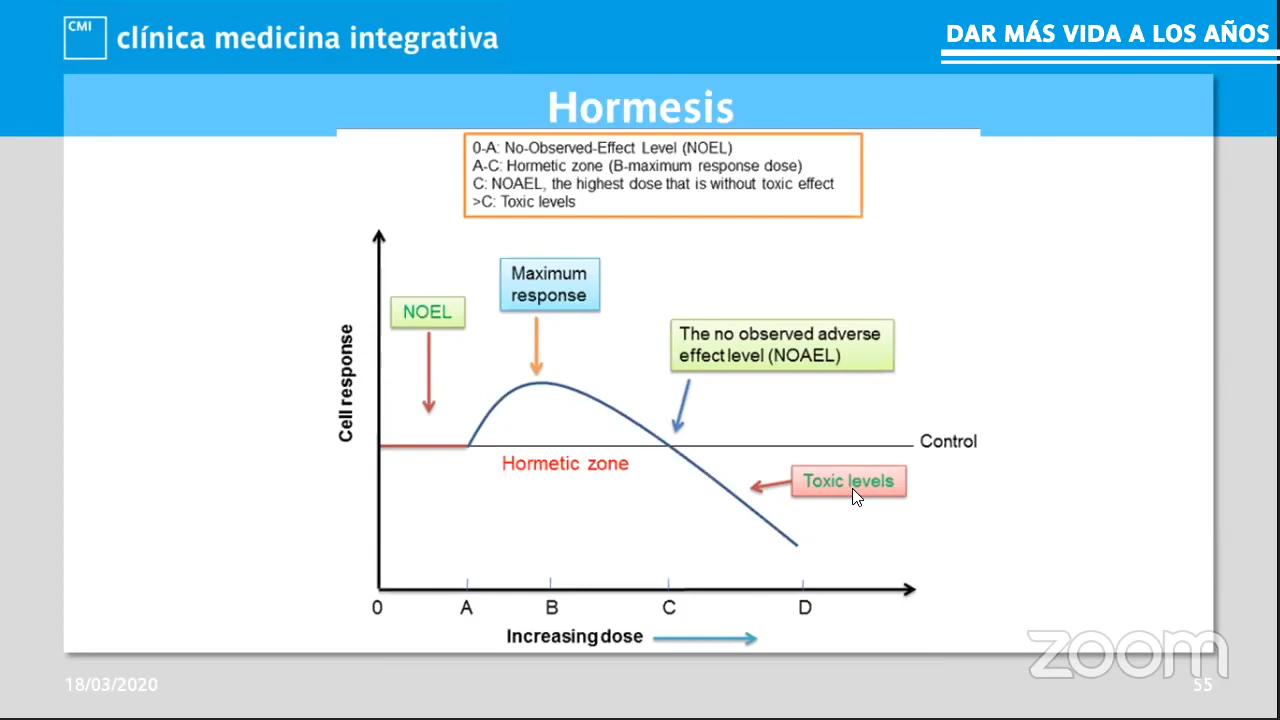 CMI
clínica medicina integrativa
DAR MÁS VIDA A LOS AÑOS
Hormesis
0-A: No-Observed-Effect Level (NOEL)
A-C: Hormetic zone (B-maximum response dose)
C: NOAEL, the highest dose that is without toxic effect
>C: Toxic levels
Maximum
response
NOEL
The no observed adverse
effect level (NOAEL)
Cell response
Control
Hormetic zone
Toxic levels
0 A B C D
Increasing dose
zoom
18/03/2020
55